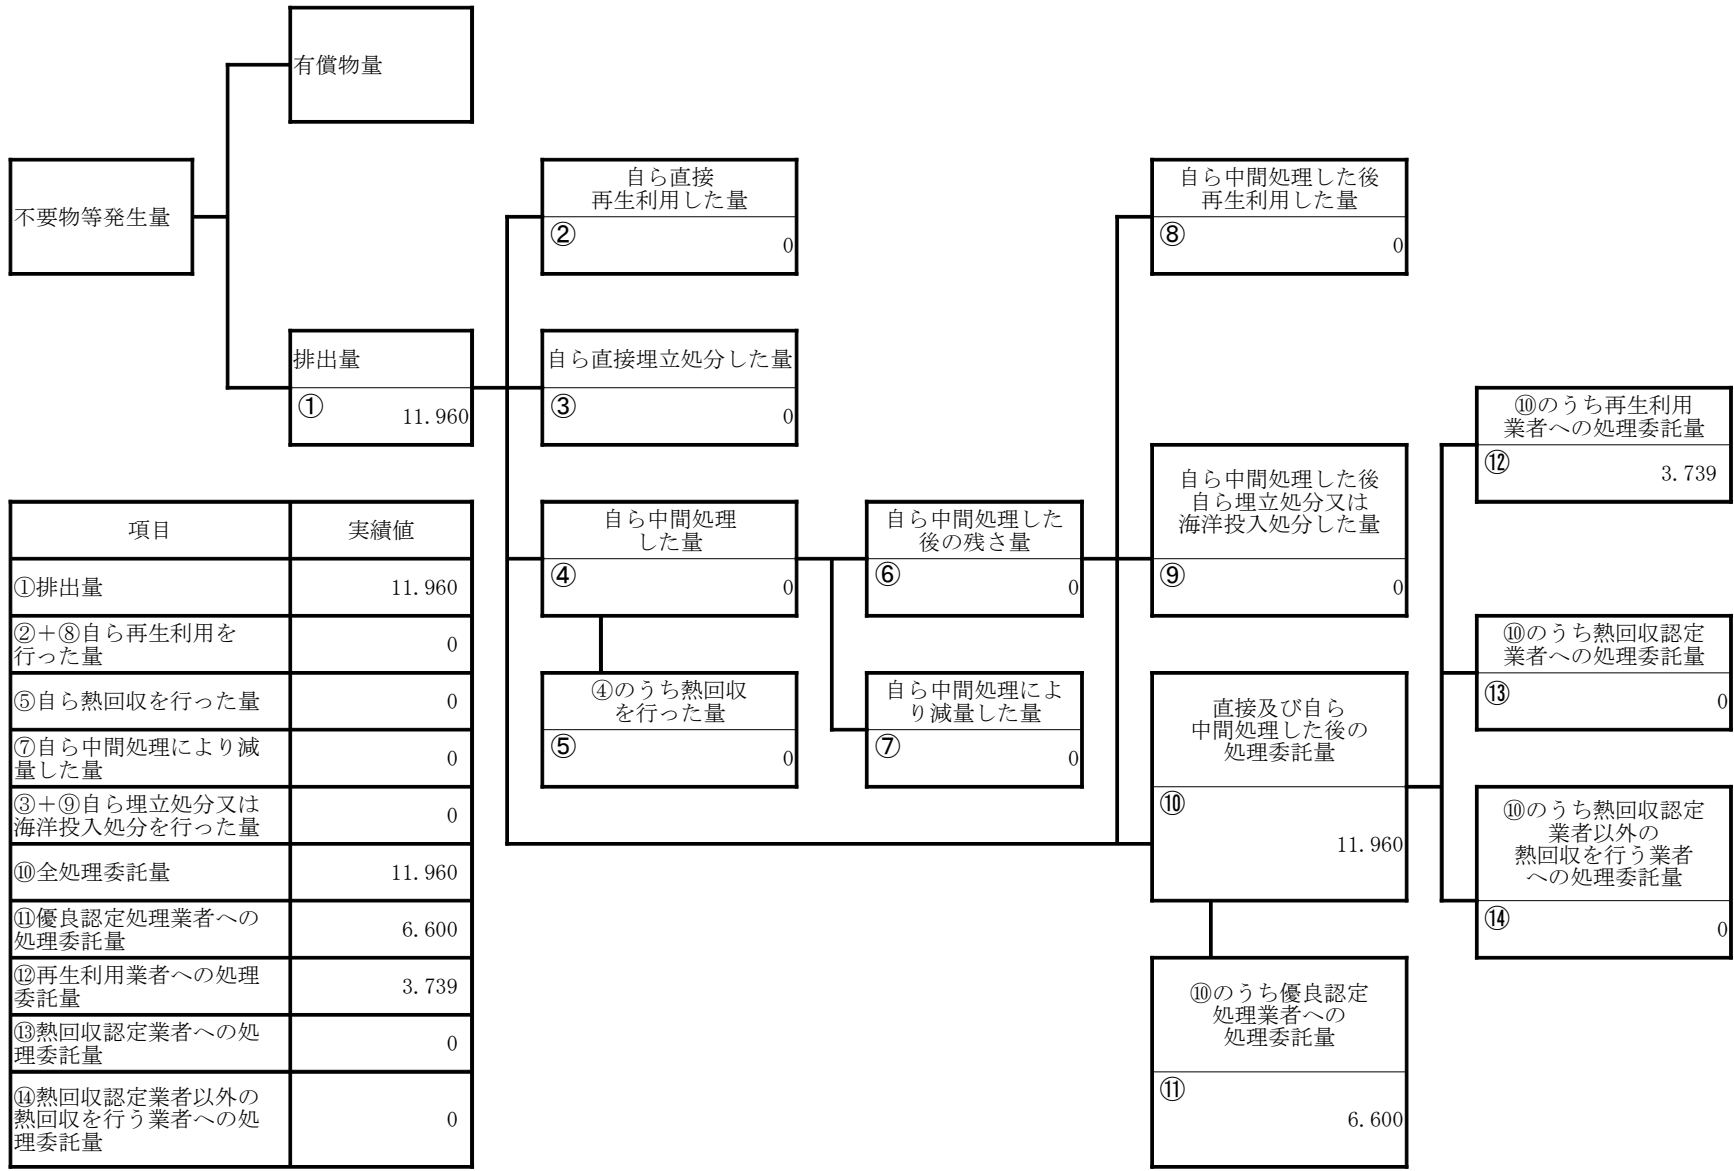 有償物量
不要物等発生量
排出量
①
11.960
自ら直接
再生利用した量
②
0
自ら直接埋立処分した量
③
0
自ら中間処理
した量
④
0
④のうち熱回収
を行った量
⑤
0
自ら中間処理した
後の残さ量
⑥
0
自ら中間処理によ
り減量した量
⑦
0
自ら中間処理した後
再生利用した量
⑧
0
自ら中間処理した後
自ら埋立処分又は
海洋投入処分した量
⑨
0
直接及び自ら
中間処理した後の
処理委託量
⑩
11.960
⑩のうち優良認定
処理業者への
処理委託量
⑪
6.600
⑩のうち再生利用
業者への処理委託量
⑫
3.739
⑩のうち熱回収認定
業者への処理委託量
⑬
0
⑩のうち熱回収認定
業者以外の
熱回収を行う業者
への処理委託量
⑭
0
項目 実績値
①排出量 11.960
②+⑧自ら再生利用を
行った量 0
⑤自ら熱回収を行った量 0
⑦自ら中間処理により減
量した量 0
③+⑨自ら埋立処分又は
海洋投入処分を行った量 0
⑩全処理委託量 11.960
⑪優良認定処理業者への
処理委託量 6.600
⑫再生利用業者への処理
委託量 3.739
⑬熱回収認定業者への処
理委託量 0
⑭熱回収認定業者以外の
熱回収を行う業者への処
理委託量 0